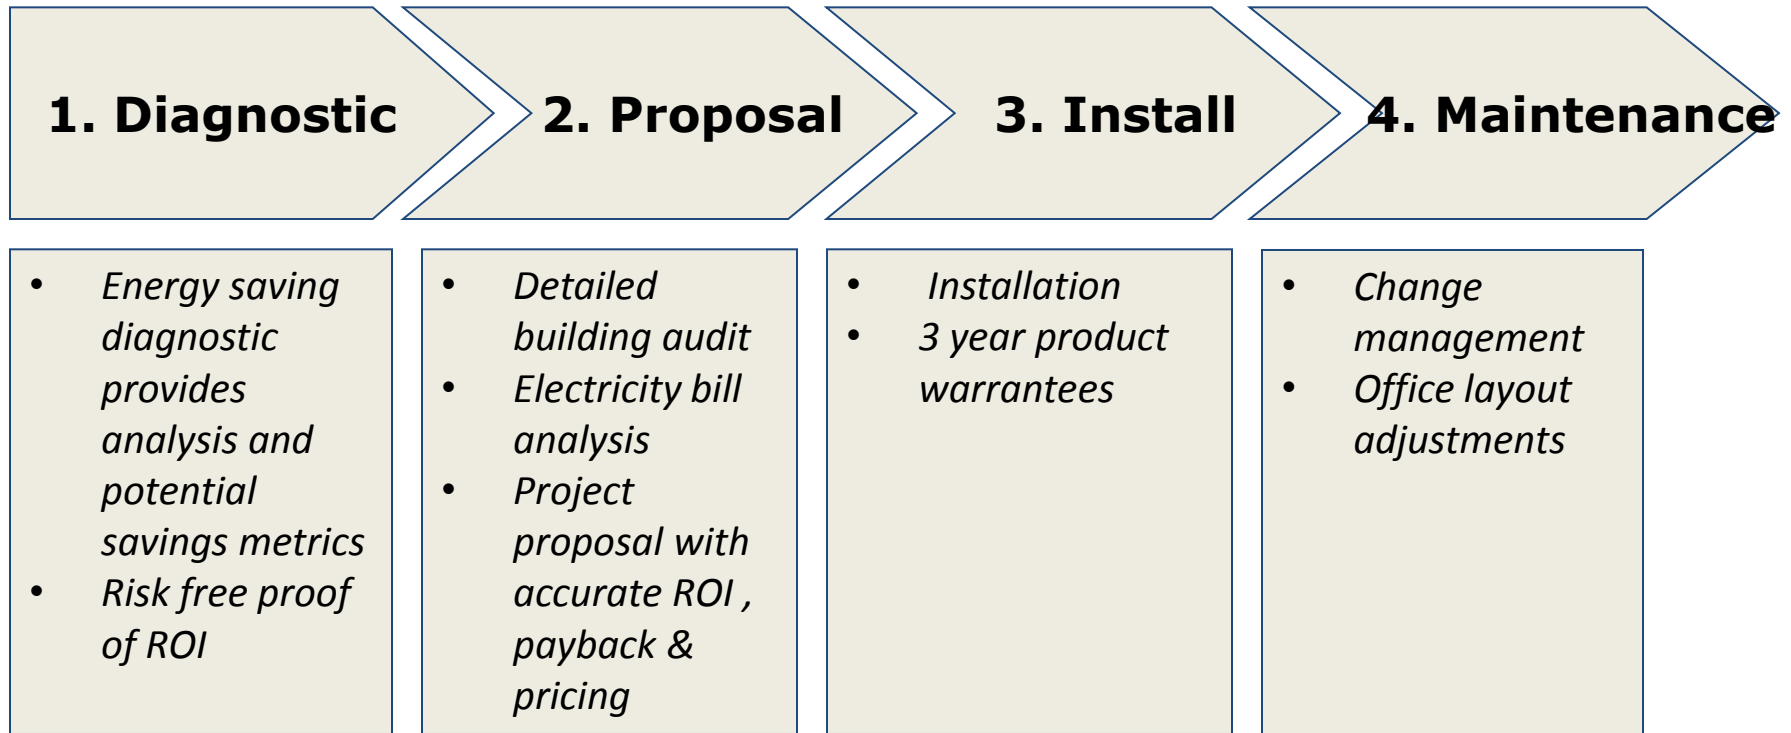 1. Diagnostic
2. Proposal
3. Install
4. Maintenance
• Energy saving
diagnostic
provides
analysis and
potential
savings metrics
• Risk free proof
of ROI
• Detailed
building audit
• Electricity bill
analysis
• Project
proposal with
accurate ROI ,
payback &
pricing
• Installation
• 3 year product
warrantees
• Change
management
• Office layout
adjustments